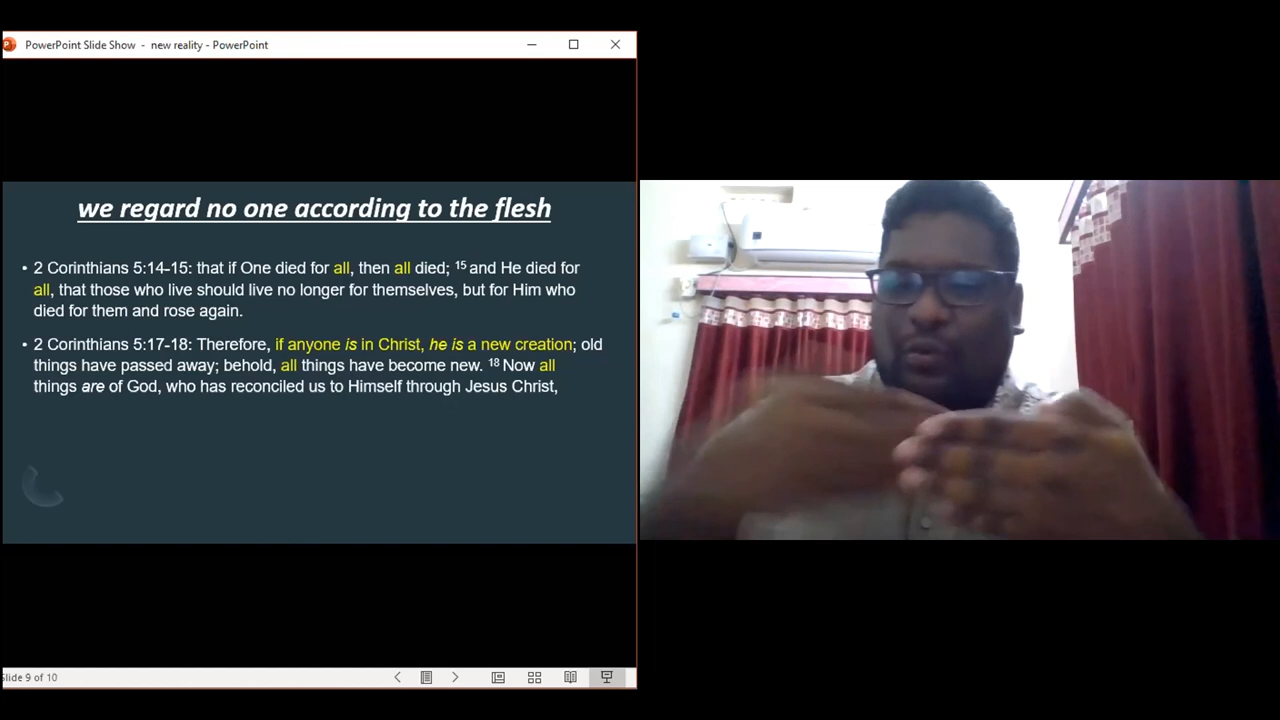 PowerPoint Slide Show - new reality - PowerPoint
we regard no one according to the flesh
• 2 Corinthians 5:14-15: that if One died for all, then all died; 15 and He died for
all, that those who live should live no longer for themselves, but for Him who
died for them and rose again.
• 2 Corinthians 5:17-18: Therefore, if anyone is in Christ, he is a new creation; old
things have passed away; behold, all things have become new. 18 Now all
things are of God, who has reconciled us to Himself through Jesus Christ,
Slide 9 of 10